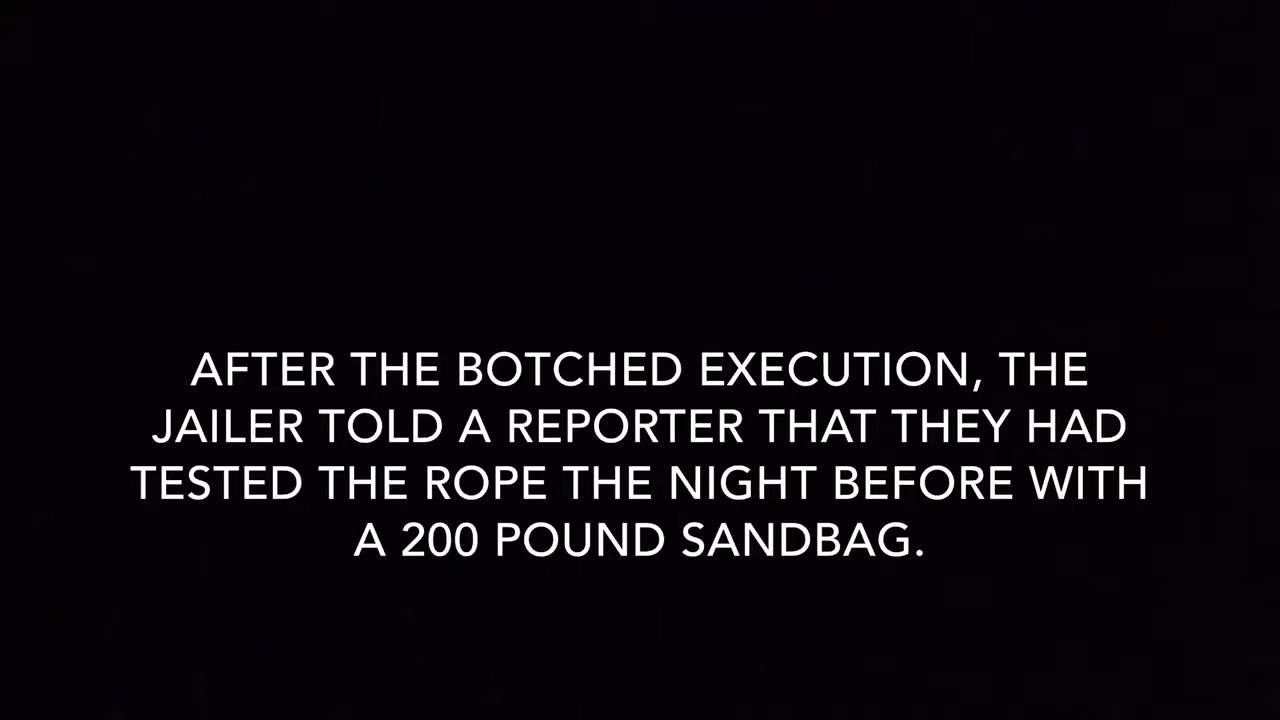 AFTER THE BOTCHED EXECUTION, THE
JAILER TOLD A REPORTER THAT THEY HAD
TESTED THE ROPE THE NIGHT BEFORE WITH
A 200 POUND SANDBAG.